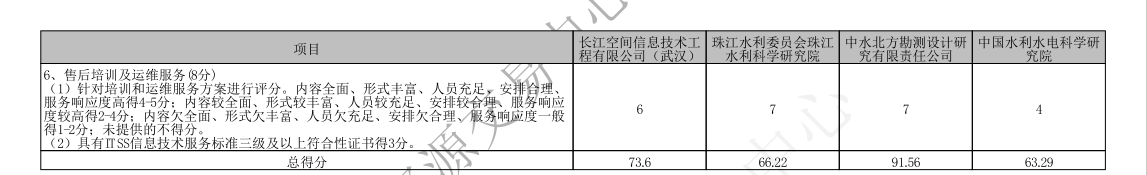 项目 长江空间信息技术工 珠江水利委员会珠江 中水北方勘测设计研 中国水利水电科学研
程有限公司（武汉） 水利科学研究院 究有限责任公司 究院
6、售后培训及运维服务(8分)
（1）针对培训和运维服务方案进行评分。内容全面、形式丰富、人员充足、安排合理、
服务响应度高得4-5分；内容较全面、形式较丰富、人员较充足、安排较合理、服务响应
度较高得2-4分；内容欠全面、形式欠丰富、人员欠充足、安排欠合理、服务响应度一般
得1-2分；未提供的不得分。
（2）具有ITSS信息技术服务标准三级及以上符合性证书得3分。
6 7 7 4
总得分 73.6 66.22 91.56 63.29
源交易中心
中心